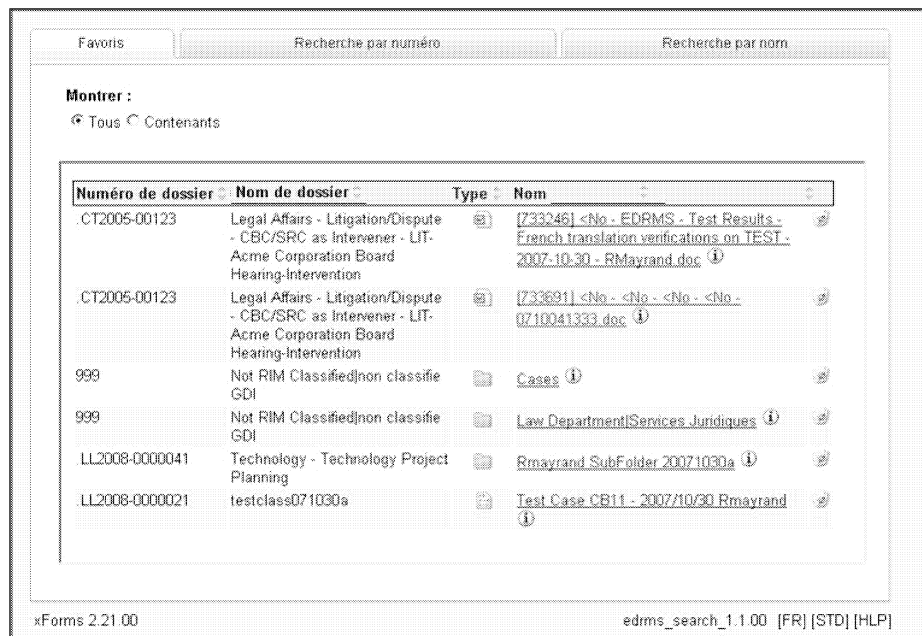 Favoris Recherche par numéro Recherche par nom
Montrer :
Tous Contenants
Numéro de dossier Nom de dossier Type Nom
.CT2005-00123 Legal Affairs - Litigation/Dispute [733246] <No - EDRMS - Test Results -
- CBC/SRC as Intervener - LIT- French translation verifications on TEST -
Acme Corporation Board 2007-10-30 - RMayrand.doc
Hearing-Intervention
.CT2005-00123 Legal Affairs - Litigation/Dispute [733691] <No - <No - <No - <No -
- CBC/SRC as Intervener - LIT- 0710041333.doc
Acme Corporation Board
Hearing-Intervention
999 Not RIM Classified|non classifie Cases
GDI
999 Not RIM Classified|non classifie Law Department|Services Juridiques
GDI
.LL2008-0000041 Technology - Technology Project Rmayrand SubFolder 20071030a
Planning
.LL2008-0000021 testclass071030a Test Case CB11 - 2007/10/30 Rmayrand
xForms 2.21.00 edrms_search_1.1.00 [FR] [STD] [HLP]